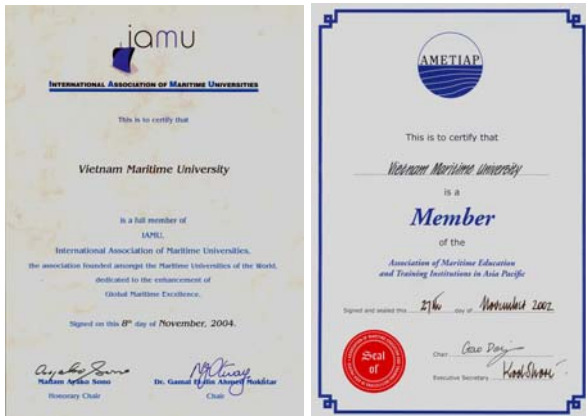 iamu
INTERNATIONAL ASSOCIATION OF MARITIME UNIVERSITIES
This is to certify that
Vietnam Maritime University
is a full member of
IAMU,
International Association of Maritime Universities,
the association founded amongst the Maritime Universities of the World,
dedicated to the enhancement of
Global Maritime Excellence.
Signed on this 8th day of November, 2004.
Madam Ayako Sono
Honorary Chair
Dr. Gamal Eldin Ahmed Mokhtar
Chair
AMETIAP
This is to certify that
Vietnam Maritime University
is a
Member
of the
Association of Maritime Education
and Training Institutions in Asia Pacific
Signed and sealed this 27th day of November 2002
Seal
of
Chair
Executive Secretary